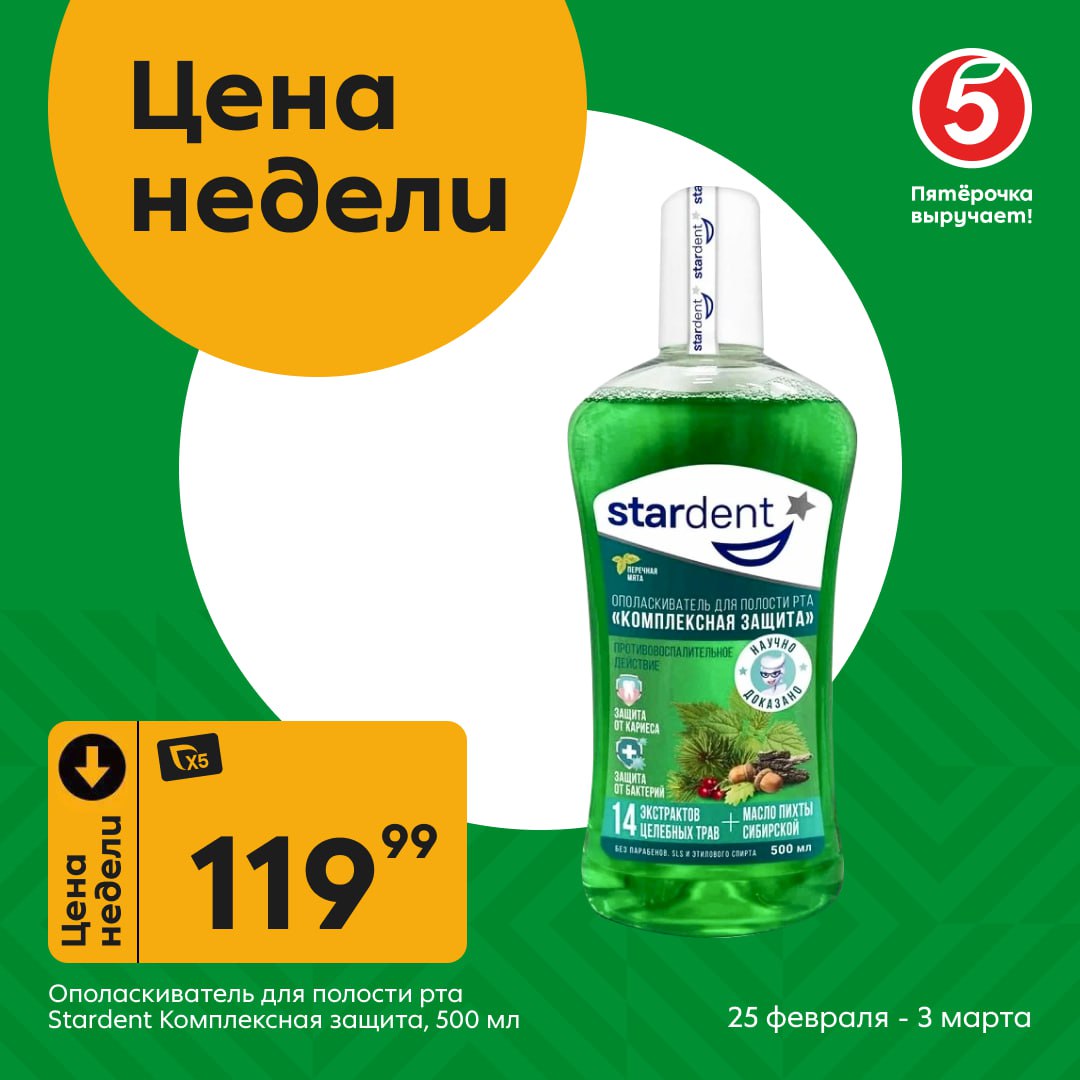 Цена
недели
5
Пятёрочка
выручает!
stardent
stardent
sta
stardent
ПЕРЕЧНАЯ
МЯТА
ОПОЛАСКИВАТЕЛЬ ДЛЯ ПОЛОСТИ РТА
«КОМПЛЕКСНАЯ ЗАЩИТА»
ПРОТИВОВОСПАЛИТЕЛЬНОЕ
ДЕЙСТВИЕ
НАУЧНО
ДОКАЗАНО
ЗАЩИТА
ОТ КАРИЕСА
ЗАЩИТА
ОТ БАКТЕРИЙ
14 ЭКСТРАКТОВ
ЦЕЛЕБНЫХ ТРАВ
+ МАСЛО ПИХТЫ
СИБИРСКОЙ
БЕЗ ПАРАБЕНОВ, SLS И ЭТИЛОВОГО СПИРТА
500 мл
Цена
недели
X5
119 99
Ополаскиватель для полости рта
Stardent Комплексная защита, 500 мл
25 февраля - 3 марта